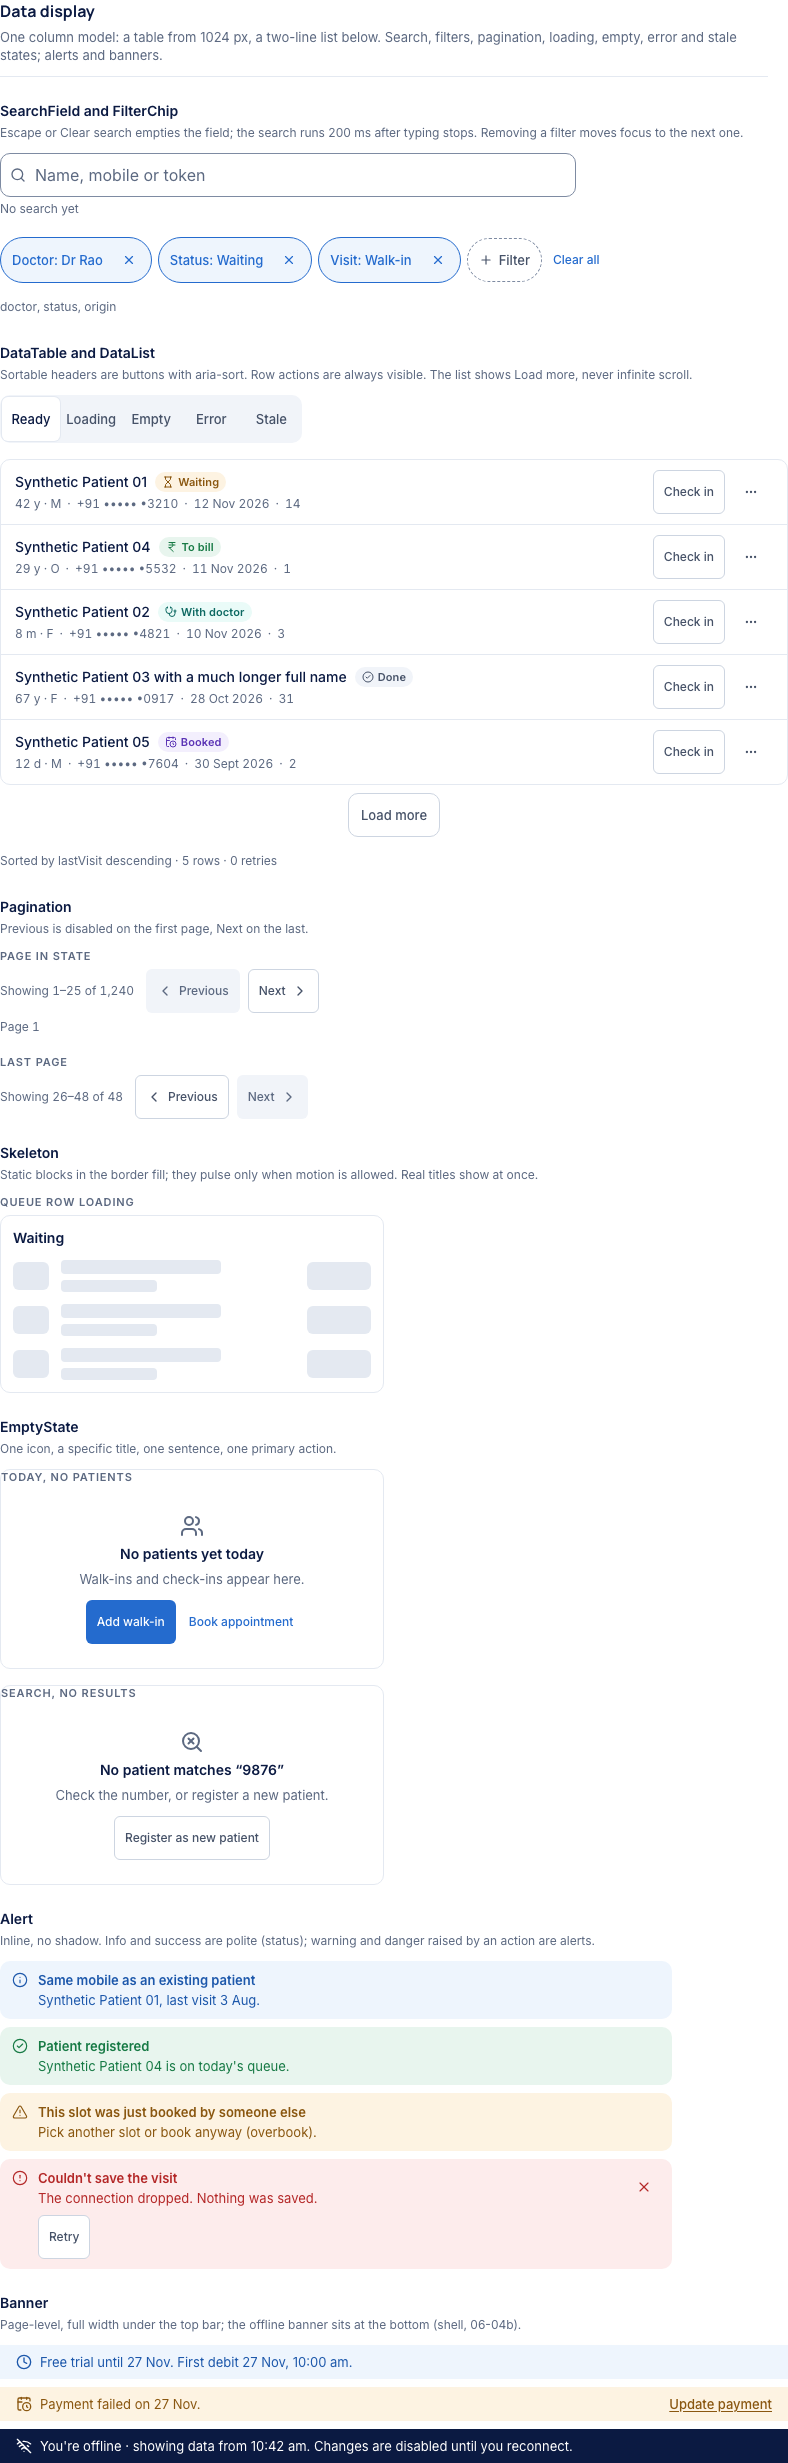 Data display
One column model: a table from 1024 px, a two-line list below. Search, filters, pagination, loading, empty, error and stale
states; alerts and banners.
SearchField and FilterChip
Escape or Clear search empties the field; the search runs 200 ms after typing stops. Removing a filter moves focus to the next one.
Name, mobile or token
No search yet
Doctor: Dr Rao Status: Waiting Visit: Walk-in Filter Clear all
doctor, status, origin
DataTable and DataList
Sortable headers are buttons with aria-sort. Row actions are always visible. The list shows Load more, never infinite scroll.
Ready Loading Empty Error Stale
Synthetic Patient 01 Waiting
42 y · M · +91 ••••• •3210 · 12 Nov 2026 · 14
Check in
Synthetic Patient 04 To bill
29 y · O · +91 ••••• •5532 · 11 Nov 2026 · 1
Check in
Synthetic Patient 02 With doctor
8 m · F · +91 ••••• •4821 · 10 Nov 2026 · 3
Check in
Synthetic Patient 03 with a much longer full name Done
67 y · F · +91 ••••• •0917 · 28 Oct 2026 · 31
Check in
Synthetic Patient 05 Booked
12 d · M · +91 ••••• •7604 · 30 Sept 2026 · 2
Check in
Load more
Sorted by lastVisit descending · 5 rows · 0 retries
Pagination
Previous is disabled on the first page, Next on the last.
PAGE IN STATE
Showing 1–25 of 1,240 Previous Next
Page 1
LAST PAGE
Showing 26–48 of 48 Previous Next
Skeleton
Static blocks in the border fill; they pulse only when motion is allowed. Real titles show at once.
QUEUE ROW LOADING
Waiting
EmptyState
One icon, a specific title, one sentence, one primary action.
TODAY, NO PATIENTS
No patients yet today
Walk-ins and check-ins appear here.
Add walk-in Book appointment
SEARCH, NO RESULTS
No patient matches “9876”
Check the number, or register a new patient.
Register as new patient
Alert
Inline, no shadow. Info and success are polite (status); warning and danger raised by an action are alerts.
Same mobile as an existing patient
Synthetic Patient 01, last visit 3 Aug.
Patient registered
Synthetic Patient 04 is on today's queue.
This slot was just booked by someone else
Pick another slot or book anyway (overbook).
Couldn't save the visit
The connection dropped. Nothing was saved.
Retry
Banner
Page-level, full width under the top bar; the offline banner sits at the bottom (shell, 06-04b).
Free trial until 27 Nov. First debit 27 Nov, 10:00 am.
Payment failed on 27 Nov. Update payment
You're offline · showing data from 10:42 am. Changes are disabled until you reconnect.